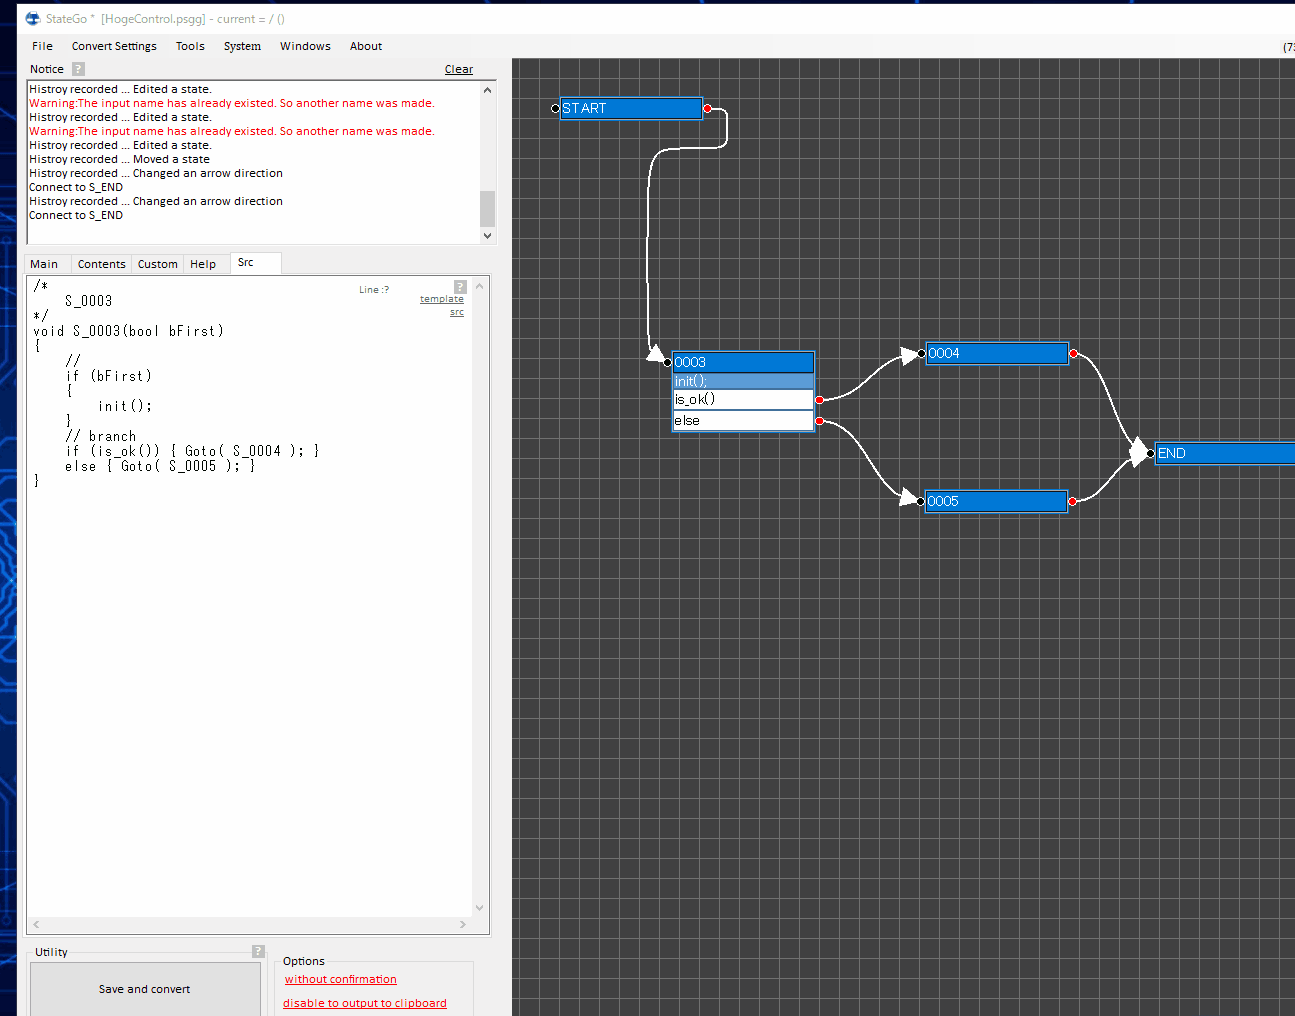 StateGo *  [HogeControl.psgg] - current = / ()
File Convert Settings Tools System Windows About
(73
Notice ? Clear
Histroy recorded ... Edited a state.
Warning:The input name has already existed. So another name was made.
Histroy recorded ... Edited a state.
Warning:The input name has already existed. So another name was made.
Histroy recorded ... Edited a state.
Histroy recorded ... Moved a state
Histroy recorded ... Changed an arrow direction
Connect to S_END
Histroy recorded ... Changed an arrow direction
Connect to S_END
Main Contents Custom Help Src
Line :? ?
template
src
/*
    S_0003
*/
void S_0003(bool bFirst)
{
    //
    if (bFirst)
    {
        init();
    }
    // branch
    if (is_ok()) { Goto( S_0004 ); }
    else { Goto( S_0005 ); }
}
Utility ?
Save and convert
Options
without confirmation
disable to output to clipboard
START
0003
init();
is_ok()
else
0004
0005
END